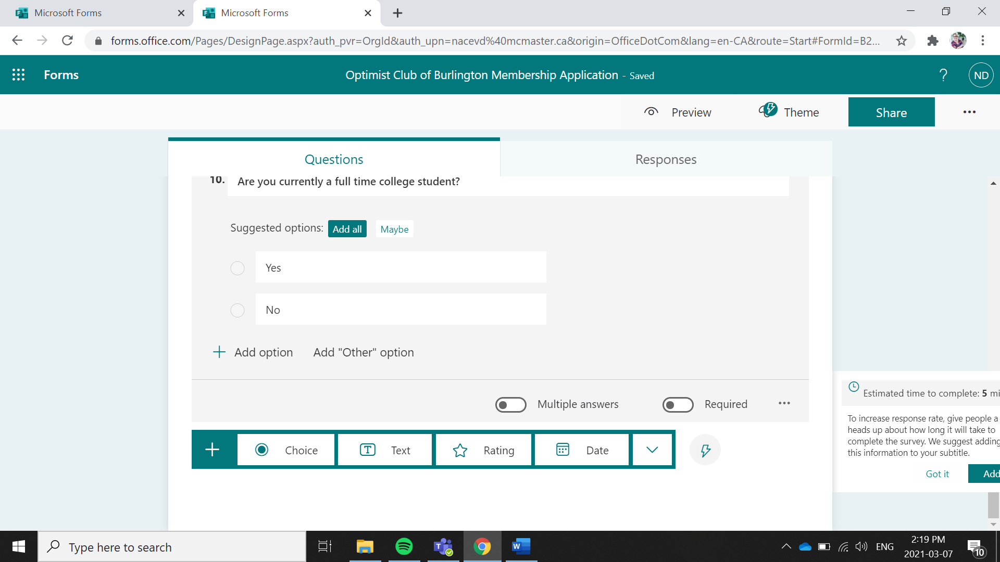 Microsoft Forms
Microsoft Forms
forms.office.com/Pages/DesignPage.aspx?auth_pvr=OrgId&auth_upn=nacevd%40mcmaster.ca&origin=OfficeDotCom&lang=en-CA&route=Start#FormId=B2...
Forms
Optimist Club of Burlington Membership Application - Saved
?
ND
Preview
Theme
Share
Questions
Responses
10. Are you currently a full time college student?
Suggested options: Add all Maybe
Yes
No
Add option Add "Other" option
Multiple answers
Required
Estimated time to complete: 5 mi
To increase response rate, give people a
heads up about how long it will take to
complete the survey. We suggest adding
this information to your subtitle.
Got it
Add
Choice
Text
Rating
Date
Type here to search
ENG
2:19 PM
2021-03-07
10